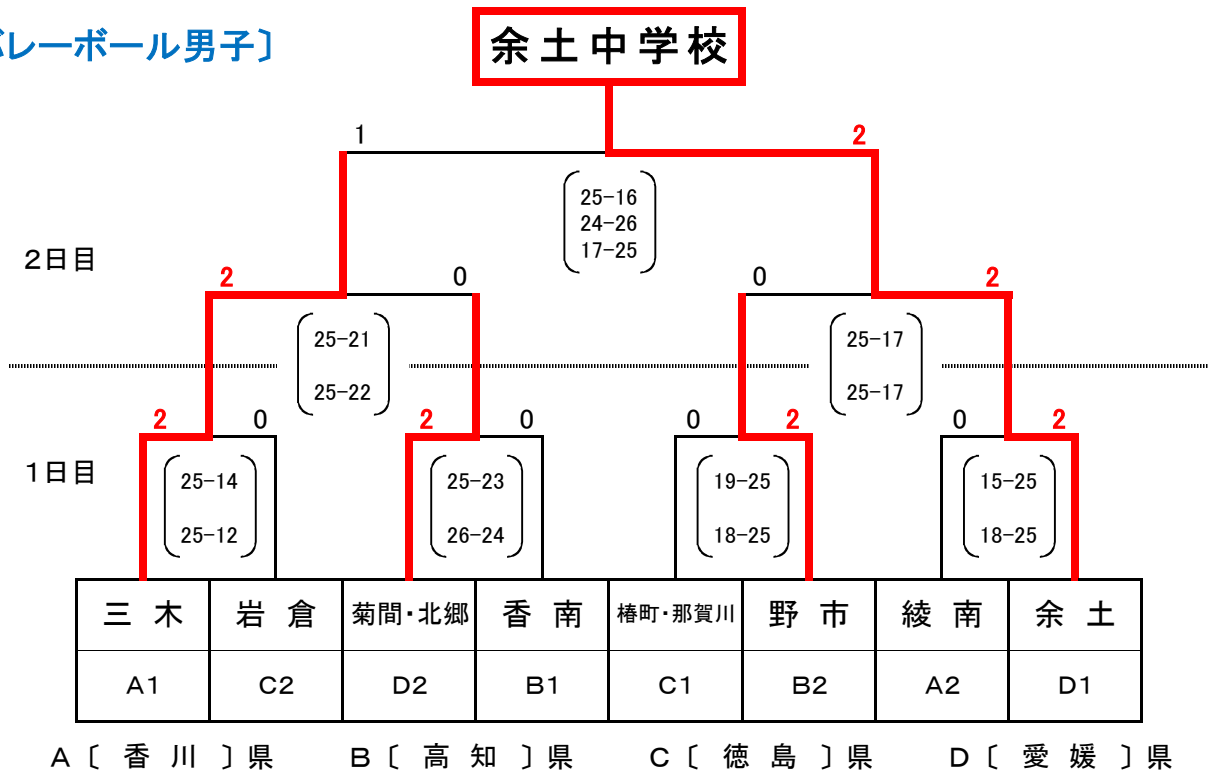 バレーボール男子〕
余土中学校
1 2
25-16
24-26
17-25
2日目
2 0 0 2
25-21 25-17
25-22 25-17
2 0 2 0 0 2 0 2
1日目
25-14 25-23 19-25 15-25
25-12 26-24 18-25 18-25
三木 岩倉 菊間・北郷 香南 椿町・那賀川 野市 綾南 余土
A1 C2 D2 B1 C1 B2 A2 D1
A〔 香川 〕県 B〔 高知 〕県 C〔 徳島 〕県 D〔 愛媛 〕県